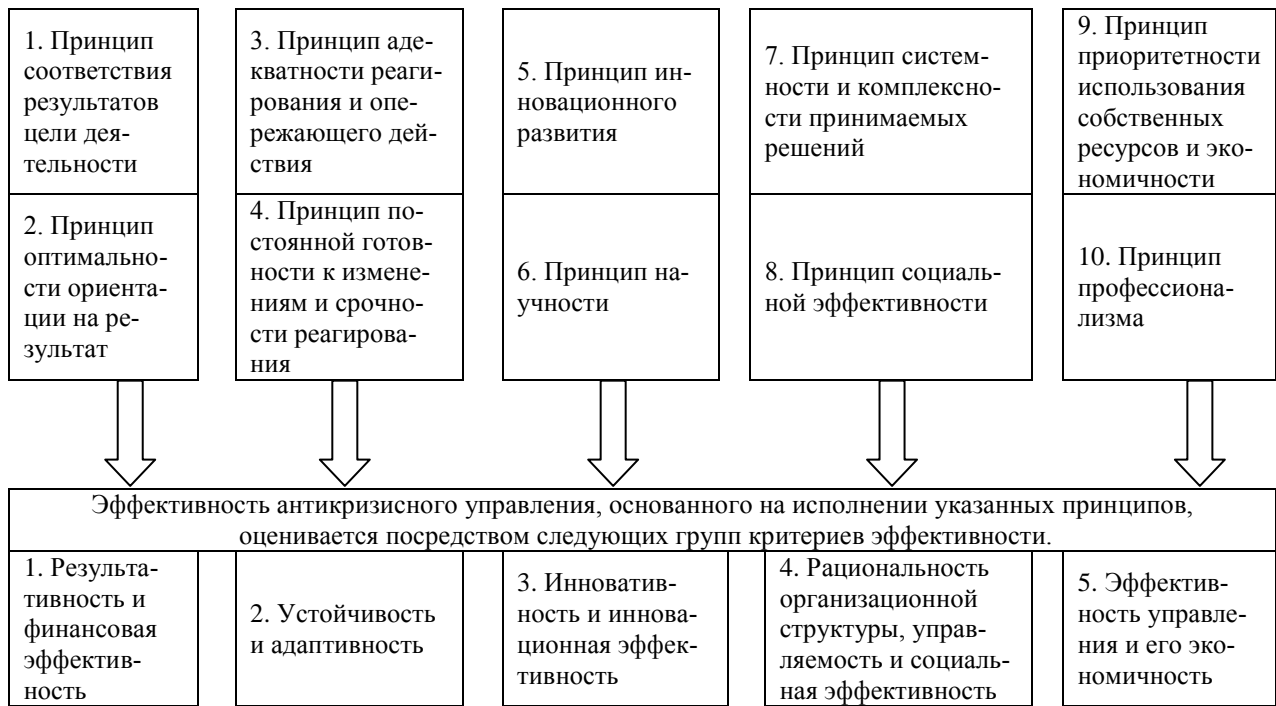 1. Принцип
соответствия
результатов
цели дея-
тельности
3. Принцип аде-
кватности реаги-
рования и опе-
режающего дей-
ствия
5. Принцип ин-
новационного
развития
7. Принцип систем-
ности и комплексно-
сти принимаемых
решений
9. Принцип
приоритетности
использования
собственных
ресурсов и эко-
номичности
2. Принцип
оптимально-
сти ориента-
ции на ре-
зультат
4. Принцип по-
стоянной готов-
ности к измене-
ниям и срочно-
сти реагирова-
ния
6. Принцип на-
учности
8. Принцип социаль-
ной эффективности
10. Принцип
профессиона-
лизма
Эффективность антикризисного управления, основанного на исполнении указанных принципов,
оценивается посредством следующих групп критериев эффективности.
1. Результа-
тивность и
финансовая
эффектив-
ность
2. Устойчивость
и адаптивность
3. Инноватив-
ность и иннова-
ционная эффек-
тивность
4. Рациональность
организационной
структуры, управ-
ляемость и социаль-
ная эффективность
5. Эффектив-
ность управле-
ния и его эко-
номичность